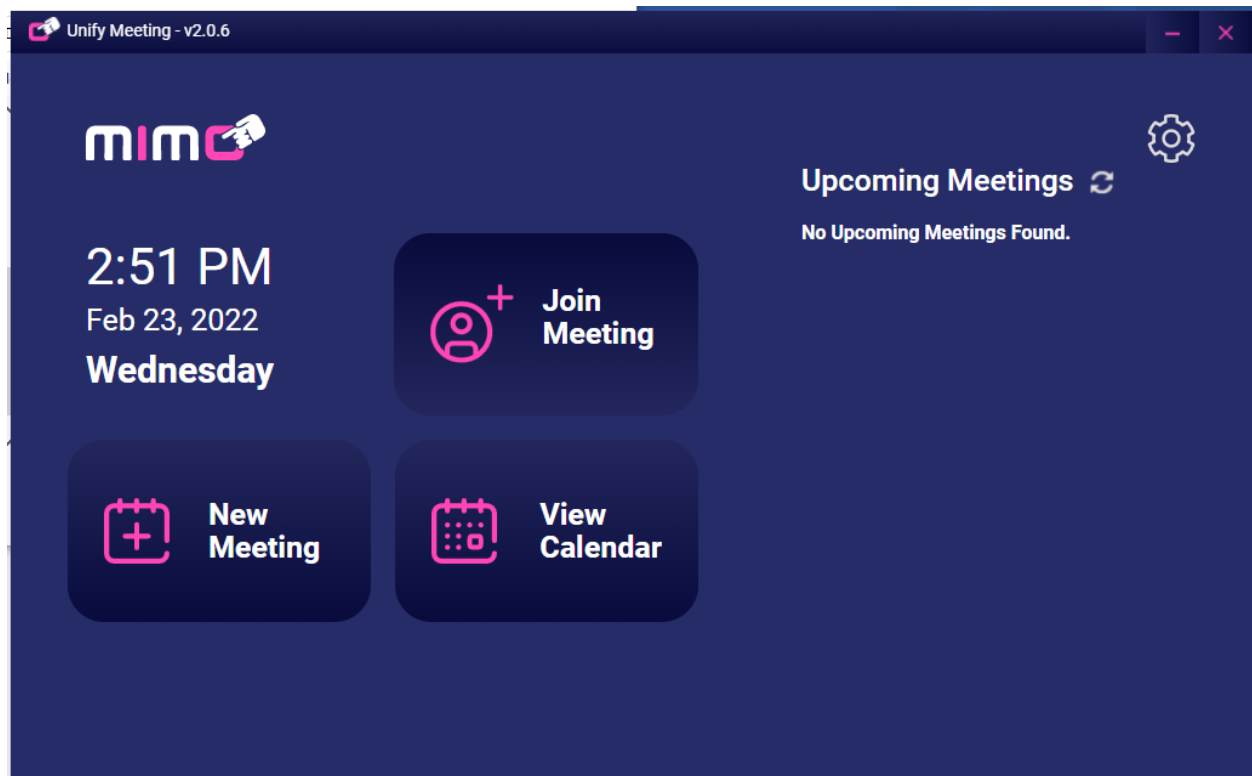 Unify Meeting - v2.0.6
mimo
Upcoming Meetings
No Upcoming Meetings Found.
2:51 PM
Feb 23, 2022
Wednesday
Join
Meeting
New
Meeting
View
Calendar